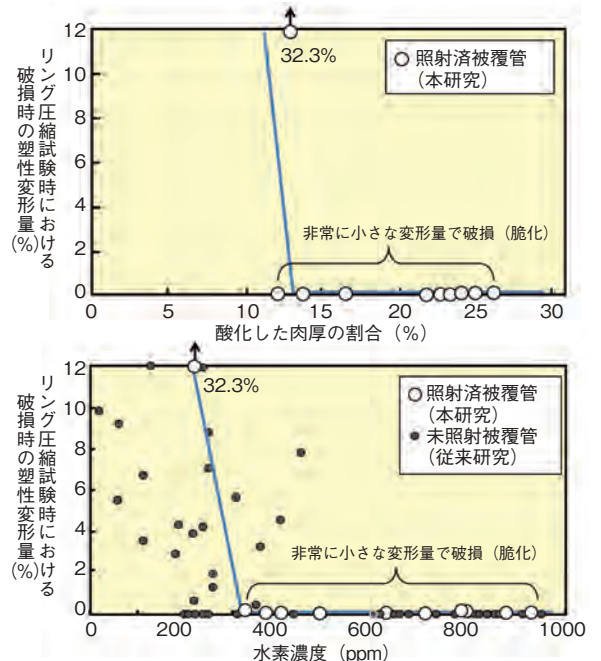 リング圧縮試験時における
破損時の塑性変形量(%)
12
10
8
6
4
2
0
32.3%
照射済被覆管
(本研究)
非常に小さな変形量で破損(脆化)
0 5 10 15 20 25 30
酸化した肉厚の割合(%)
リング圧縮試験時における
破損時の塑性変形量(%)
12
10
8
6
4
2
0
32.3%
照射済被覆管
(本研究)
未照射被覆管
(従来研究)
非常に小さな変形量で破損(脆化)
0 200 400 600 800 1000
水素濃度(ppm)